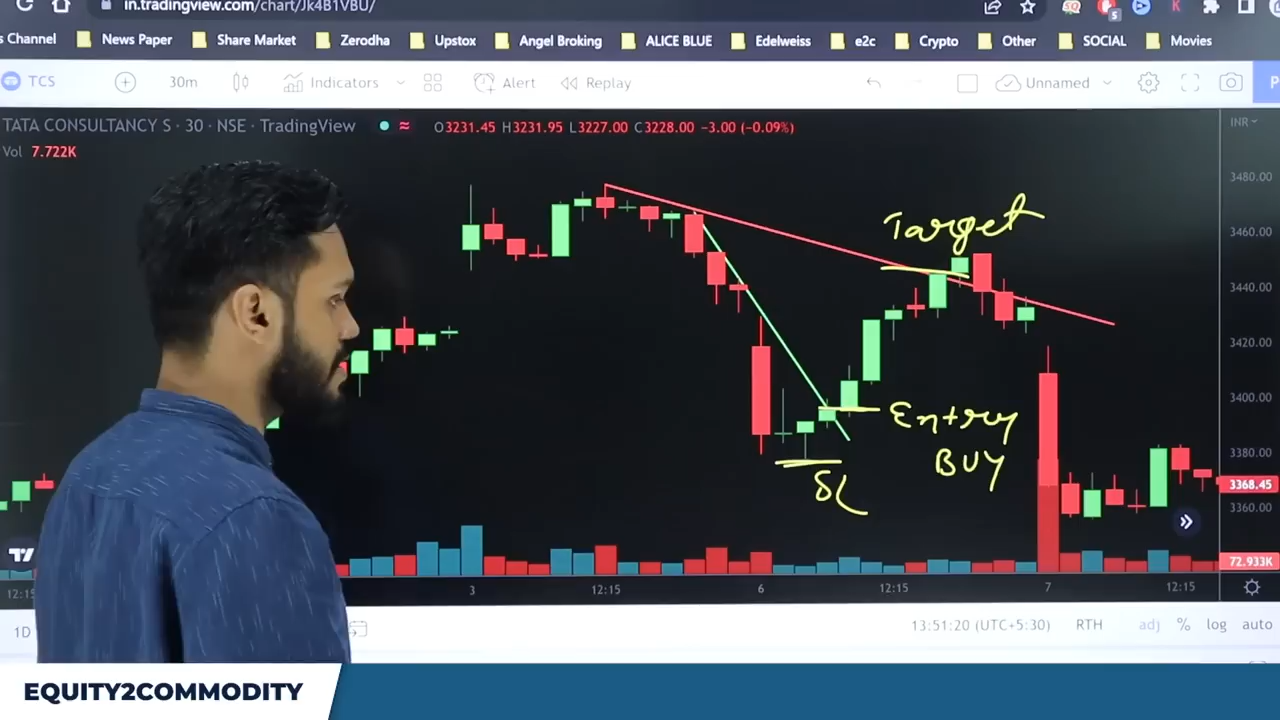 in.tradingview.com/chart/Jk4B1VBU/
s Channel News Paper Share Market Zerodha Upstox Angel Broking ALICE BLUE Edelweiss e2c Crypto Other SOCIAL Movies
TCS 30m Indicators Alert Replay Unnamed P
TATA CONSULTANCY S · 30 · NSE · TradingView O3231.45 H3231.95 L3227.00 C3228.00 −3.00 (−0.09%) INR
Vol 7.722K
3480.00
Target
3460.00
3440.00
3420.00
3400.00
Entry
BUY
3380.00
SL
3368.45
3360.00
72.933K
12:15 3 12:15 6 12:15 7 12:15
1D 13:51:20 (UTC+5:30) RTH adj % log auto
EQUITY2COMMODITY